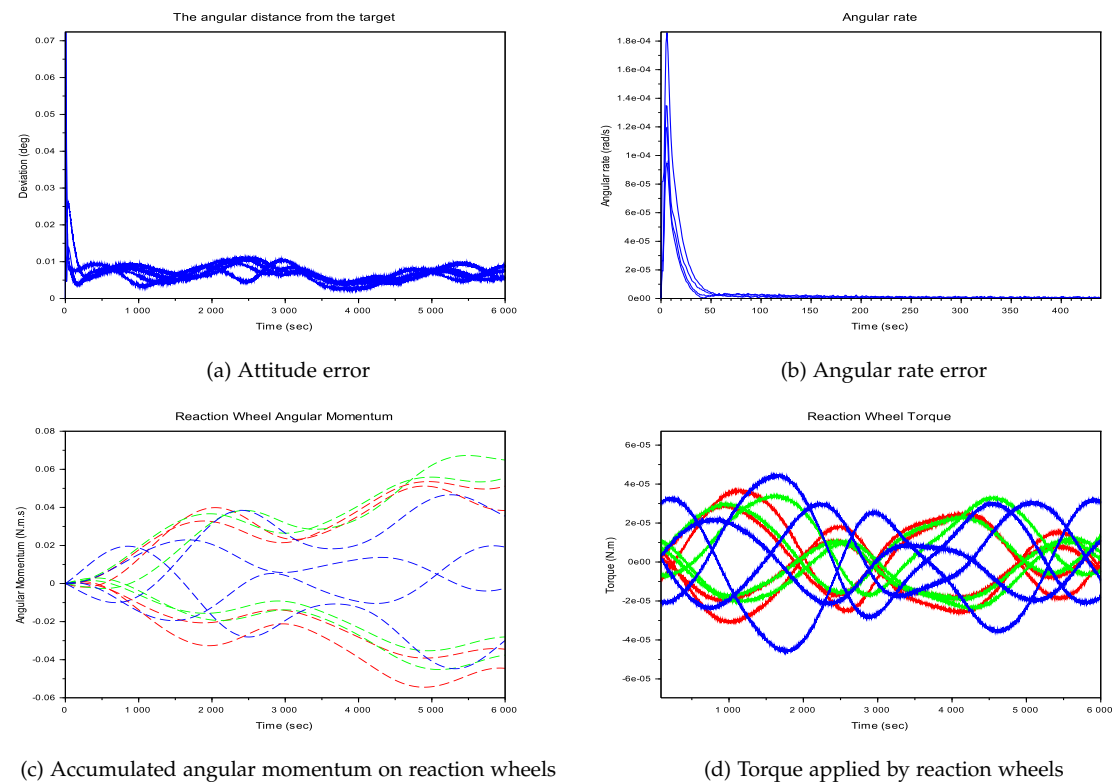 The angular distance from the target
0.07
0.06
0.05
0.04
0.03
0.02
0.01
0
Deviation (deg)
0
1 000
2 000
3 000
4 000
5 000
6 000
Time (sec)
(a) Attitude error
Angular rate
1.8e-04
1.6e-04
1.4e-04
1.2e-04
1e-04
8e-05
6e-05
4e-05
2e-05
0e00
Angular rate (rad/s)
0
50
100
150
200
250
300
350
400
Time (sec)
(b) Angular rate error
Reaction Wheel Angular Momentum
0.08
0.06
0.04
0.02
0
-0.02
-0.04
-0.06
Angular Momentum (N.m.s)
0
1 000
2 000
3 000
4 000
5 000
6 000
Time (sec)
(c) Accumulated angular momentum on reaction wheels
Reaction Wheel Torque
6e-05
4e-05
2e-05
0e00
-2e-05
-4e-05
-6e-05
Torque (N.m)
1 000
2 000
3 000
4 000
5 000
6 000
Time (sec)
(d) Torque applied by reaction wheels